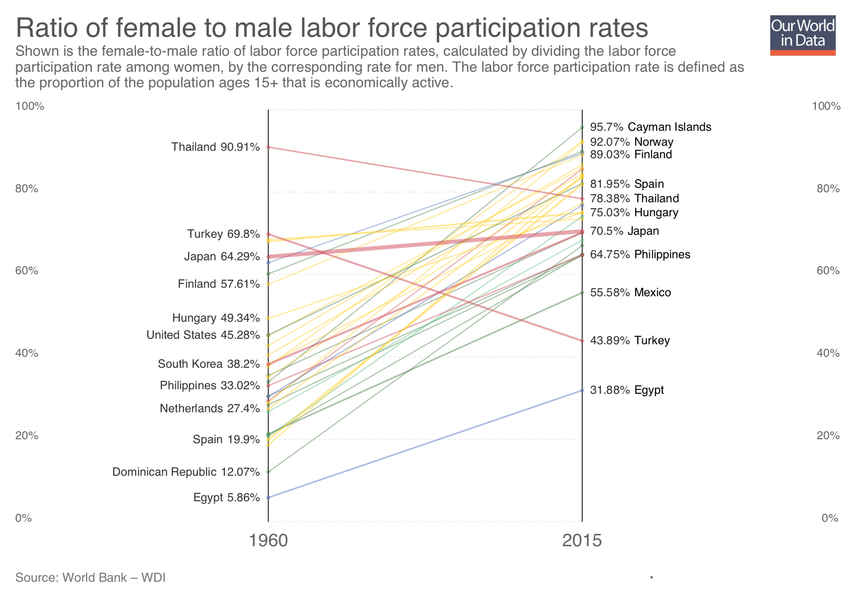 Ratio of female to male labor force participation rates
Our World
in Data
Shown is the female-to-male ratio of labor force participation rates, calculated by dividing the labor force
participation rate among women, by the corresponding rate for men. The labor force participation rate is defined as
the proportion of the population ages 15+ that is economically active.
100%
100%
95.7% Cayman Islands
92.07% Norway
Thailand 90.91%
89.03% Finland
80%
81.95% Spain
80%
78.38% Thailand
75.03% Hungary
Turkey 69.8%
70.5% Japan
Japan 64.29%
64.75% Philippines
60%
60%
Finland 57.61%
55.58% Mexico
Hungary 49.34%
United States 45.28%
43.89% Turkey
40%
40%
South Korea 38.2%
Philippines 33.02%
31.88% Egypt
Netherlands 27.4%
20%
20%
Spain 19.9%
Dominican Republic 12.07%
Egypt 5.86%
0%
0%
1960
2015
Source: World Bank – WDI